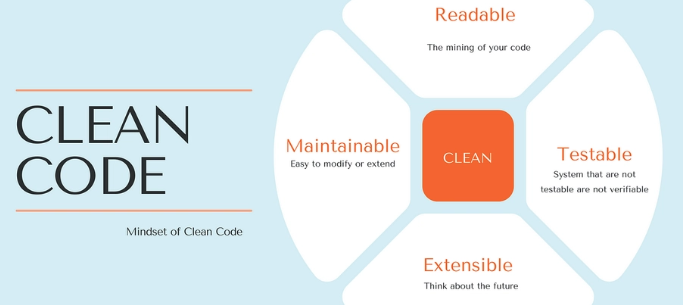 CLEAN
CODE
Mindset of Clean Code
Readable
The mining of your code
Maintainable
Easy to modify or extend
CLEAN
Testable
System that are not
testable are not verifiable
Extensible
Think about the future